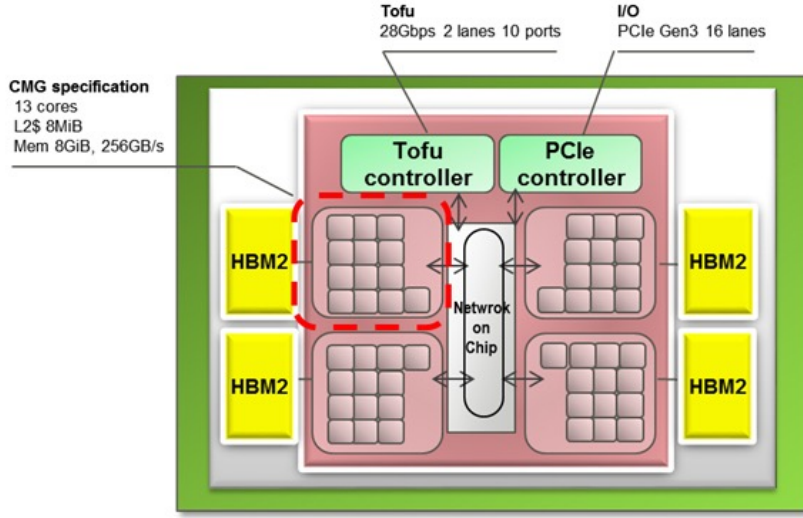 Tofu
28Gbps 2 lanes 10 ports
I/O
PCIe Gen3 16 lanes
CMG specification
13 cores
L2$ 8MiB
Mem 8GiB, 256GB/s
Tofu
controller
PCIe
controller
HBM2
HBM2
Netwrok
on
Chip
HBM2
HBM2